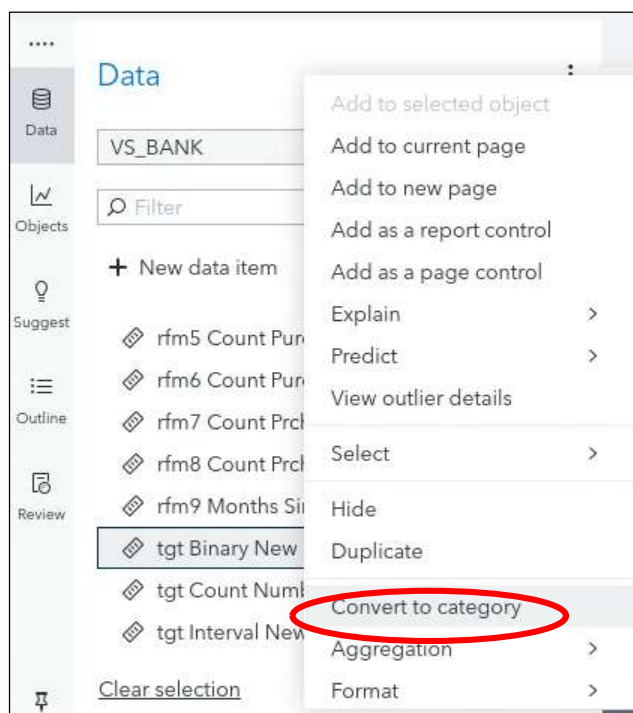 Data
Objects
Suggest
Outline
Review
Data
VS_BANK
Filter
New data item
rfm5 Count Pur
rfm6 Count Pur
rfm7 Count Prch
rfm8 Count Prch
rfm9 Months Si
tgt Binary New
tgt Count Numb
tgt Interval New
Clear selection
Add to selected object
Add to current page
Add to new page
Add as a report control
Add as a page control
Explain
Predict
View outlier details
Select
Hide
Duplicate
Convert to category
Aggregation
Format